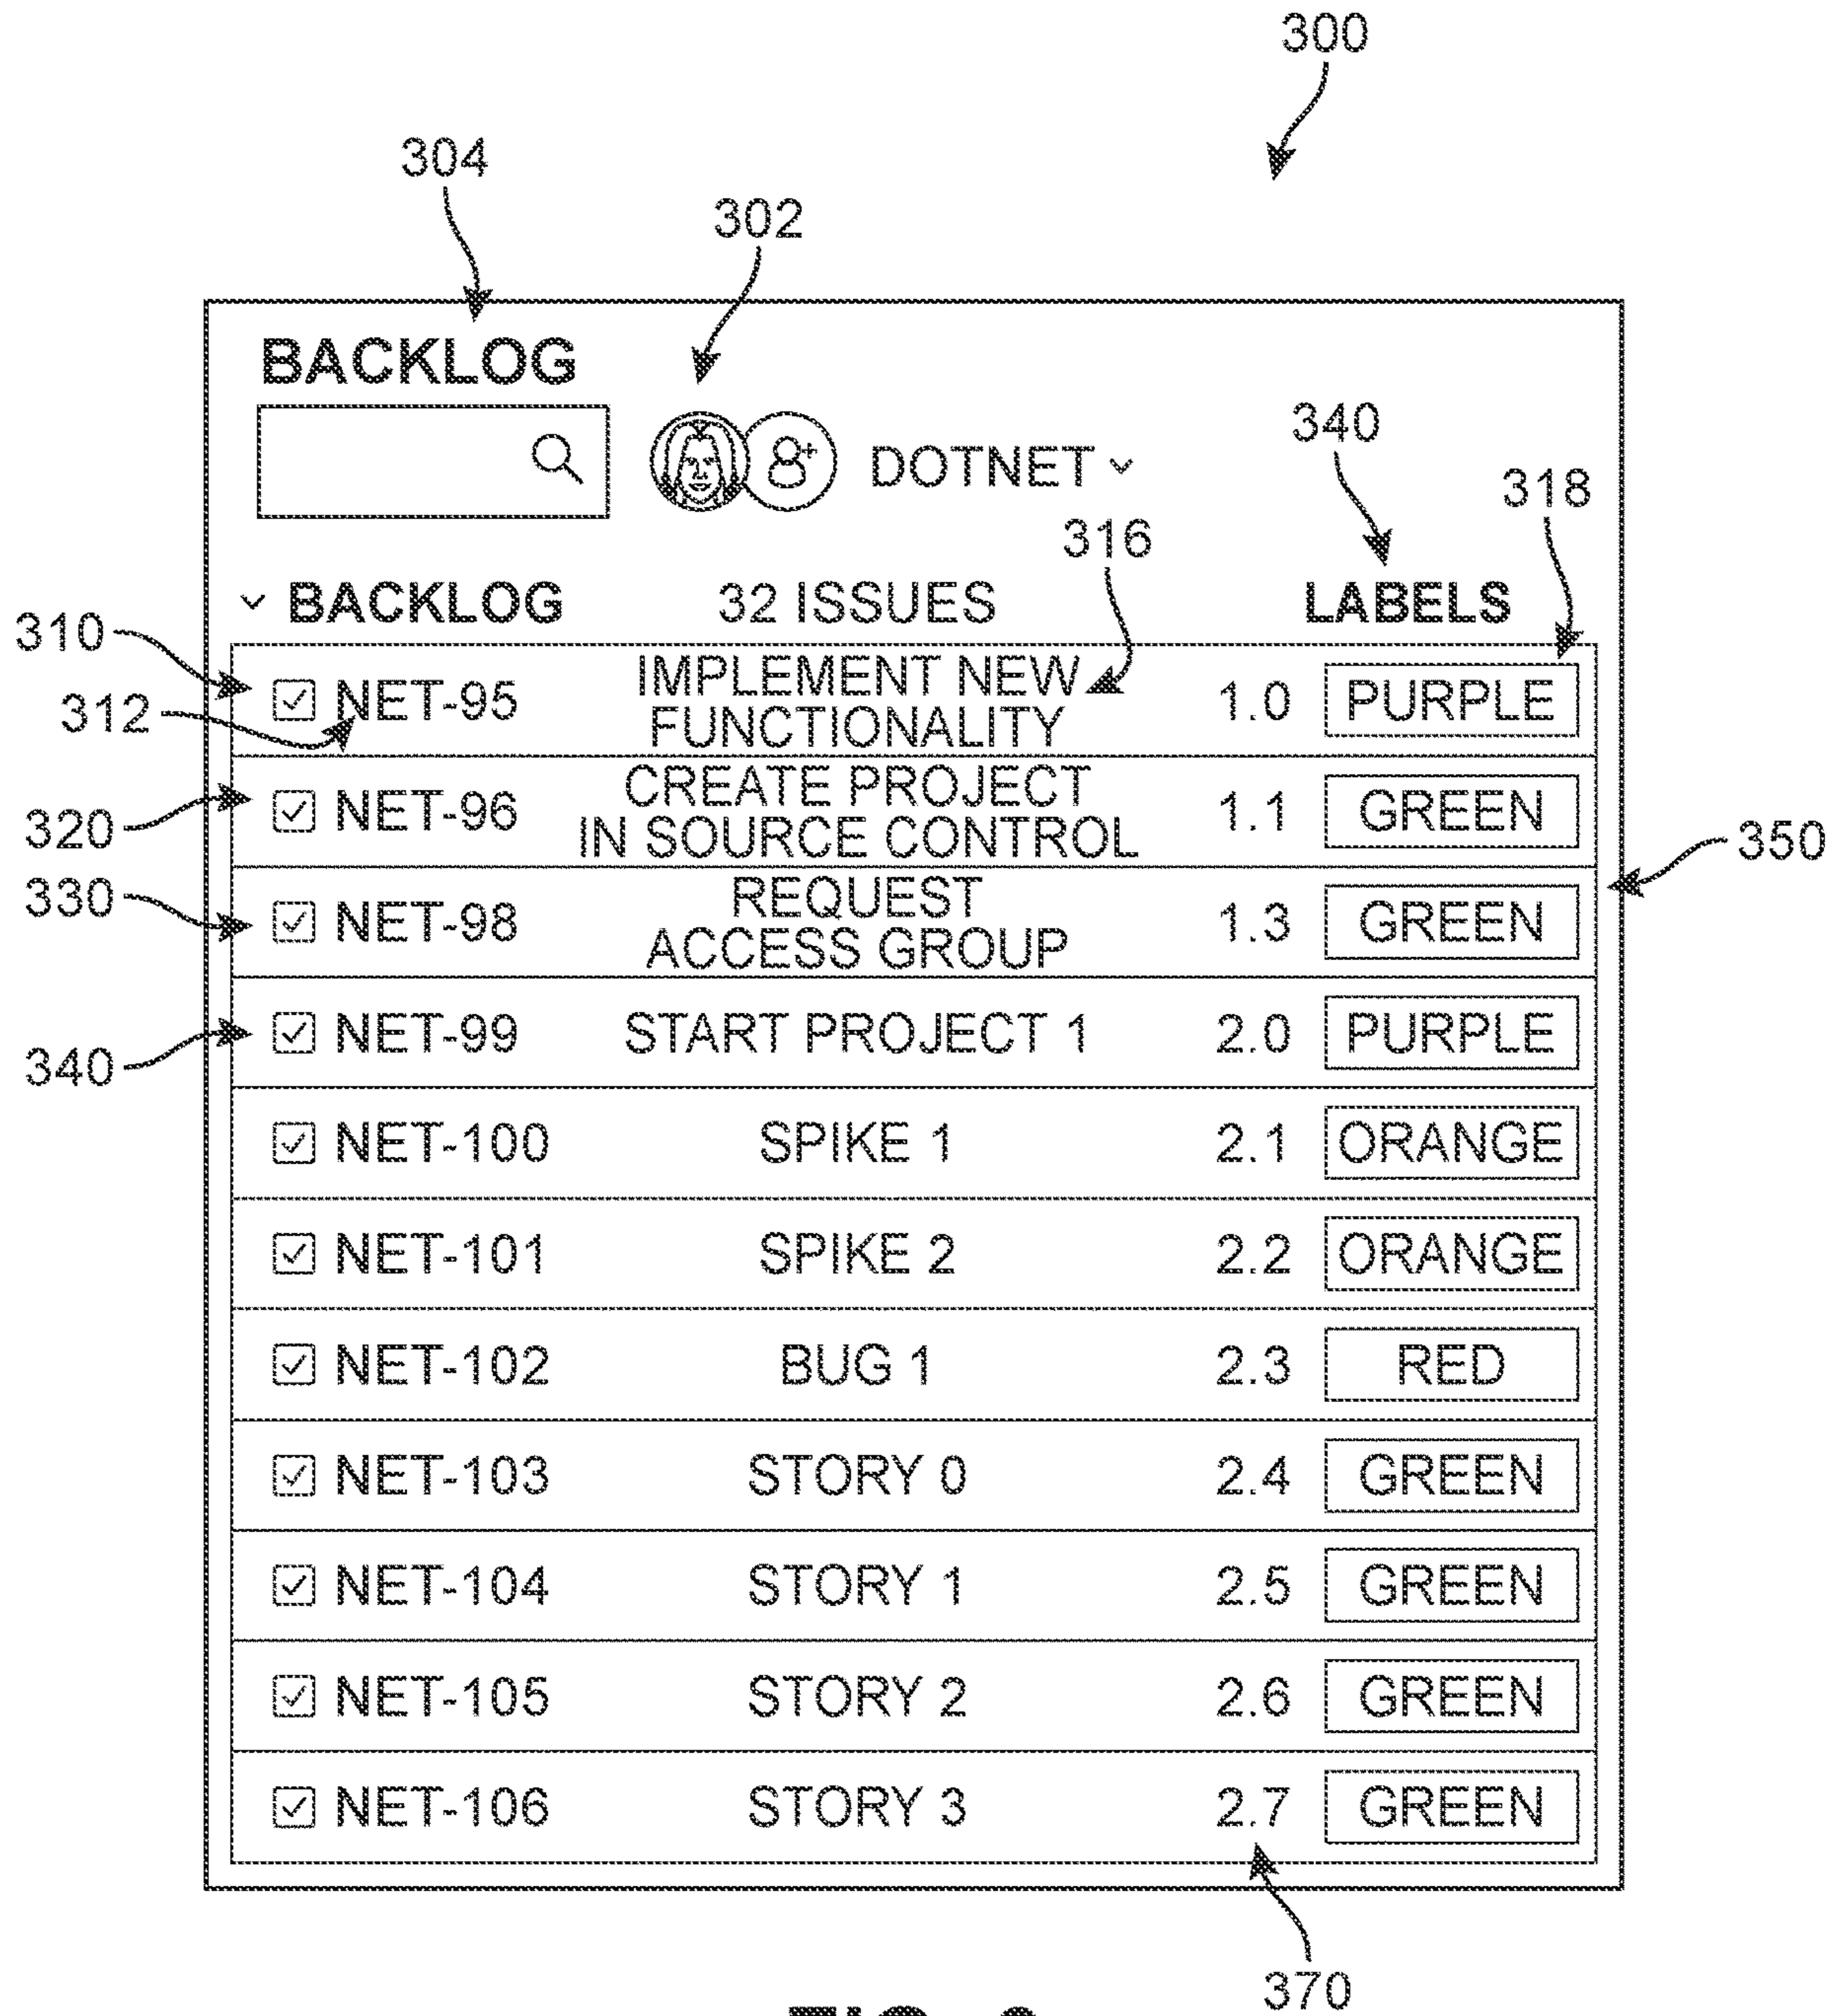 300
304
302
BACKLOG
340
DOTNET
318
316
BACKLOG 32 ISSUES LABELS
310
312
NET-95 IMPLEMENT NEW FUNCTIONALITY 1.0 PURPLE
320
NET-96 CREATE PROJECT IN SOURCE CONTROL 1.1 GREEN
350
330
NET-98 REQUEST ACCESS GROUP 1.3 GREEN
340
NET-99 START PROJECT 1 2.0 PURPLE
NET-100 SPIKE 1 2.1 ORANGE
NET-101 SPIKE 2 2.2 ORANGE
NET-102 BUG 1 2.3 RED
NET-103 STORY 0 2.4 GREEN
NET-104 STORY 1 2.5 GREEN
NET-105 STORY 2 2.6 GREEN
NET-106 STORY 3 2.7 GREEN
370